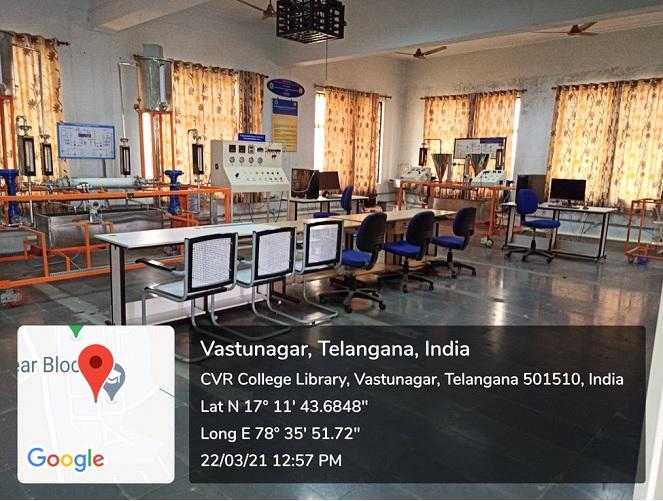 ear Bloc
Google
Vastunagar, Telangana, India
CVR College Library, Vastunagar, Telangana 501510, India
Lat N 17° 11' 43.6848"
Long E 78° 35' 51.72"
22/03/21 12:57 PM